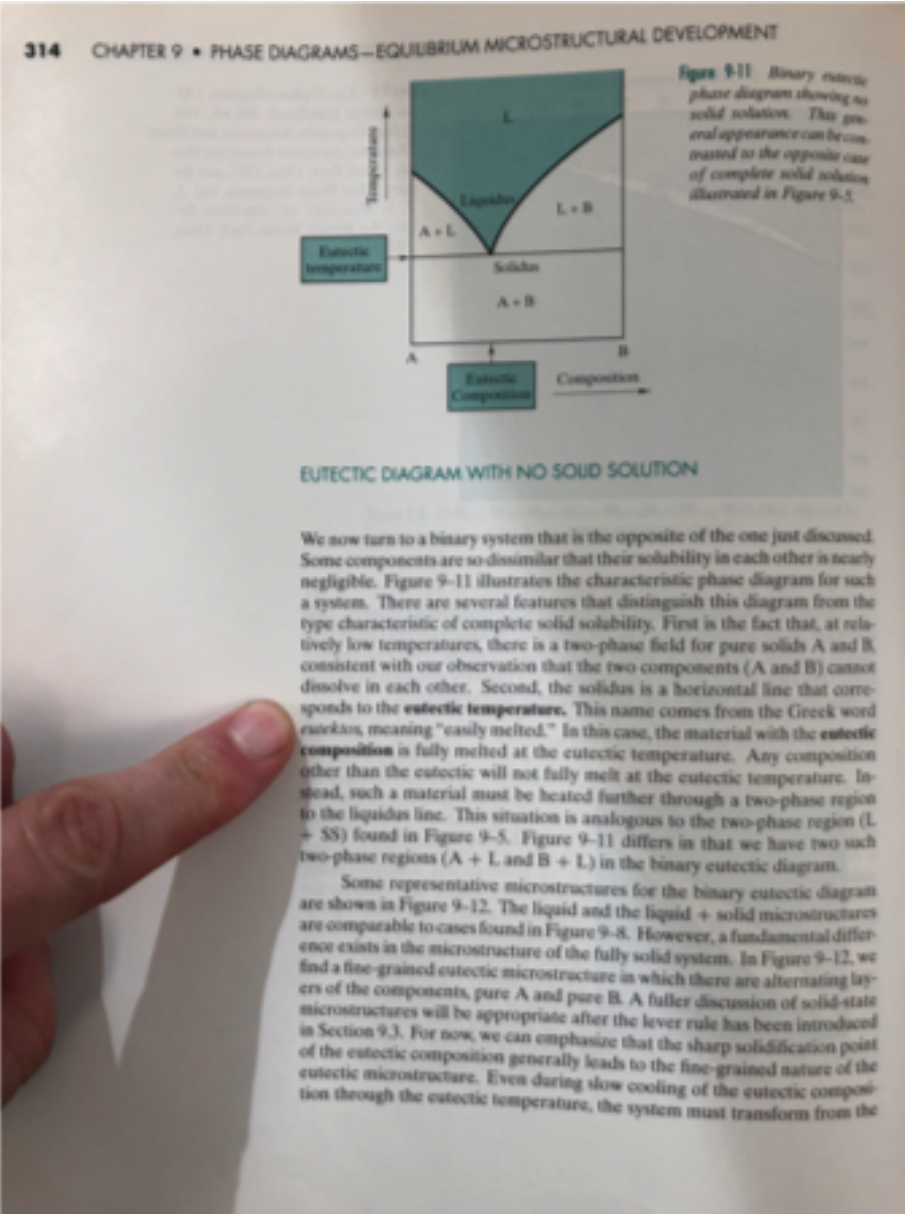 314 CHAPTER 9 • PHASE DIAGRAMS—EQUILIBRIUM MICROSTRUCTURAL DEVELOPMENT
Figure 9-11 Binary eutectic
phase diagram showing no
solid solution. This gen-
eral appearance can be con-
trasted to the opposite case
of complete solid solution
illustrated in Figure 9-5.
Temperature
L
Liquidus
L + B
A + L
Eutectic
temperature
Solidus
A + B
A
B
Eutectic
Composition
Composition
EUTECTIC DIAGRAM WITH NO SOLID SOLUTION
We now turn to a binary system that is the opposite of the one just discussed.
Some components are so dissimilar that their solubility in each other is nearly
negligible. Figure 9-11 illustrates the characteristic phase diagram for such
a system. There are several features that distinguish this diagram from the
type characteristic of complete solid solubility. First is the fact that, at rela-
tively low temperatures, there is a two-phase field for pure solids A and B,
consistent with our observation that the two components (A and B) cannot
dissolve in each other. Second, the solidus is a horizontal line that corre-
sponds to the eutectic temperature. This name comes from the Greek word
eutektos, meaning "easily melted." In this case, the material with the eutectic
composition is fully melted at the eutectic temperature. Any composition
other than the eutectic will not fully melt at the eutectic temperature. In-
stead, such a material must be heated further through a two-phase region
to the liquidus line. This situation is analogous to the two-phase region (L
+ SS) found in Figure 9-5. Figure 9-11 differs in that we have two such
two-phase regions (A + L and B + L) in the binary eutectic diagram.
Some representative microstructures for the binary eutectic diagram
are shown in Figure 9-12. The liquid and the liquid + solid microstructures
are comparable to cases found in Figure 9-8. However, a fundamental differ-
ence exists in the microstructure of the fully solid system. In Figure 9-12, we
find a fine-grained eutectic microstructure in which there are alternating lay-
ers of the components, pure A and pure B. A fuller discussion of solid-state
microstructures will be appropriate after the lever rule has been introduced
in Section 9.3. For now, we can emphasize that the sharp solidification point
of the eutectic composition generally leads to the fine-grained nature of the
eutectic microstructure. Even during slow cooling of the eutectic composi-
tion through the eutectic temperature, the system must transform from the